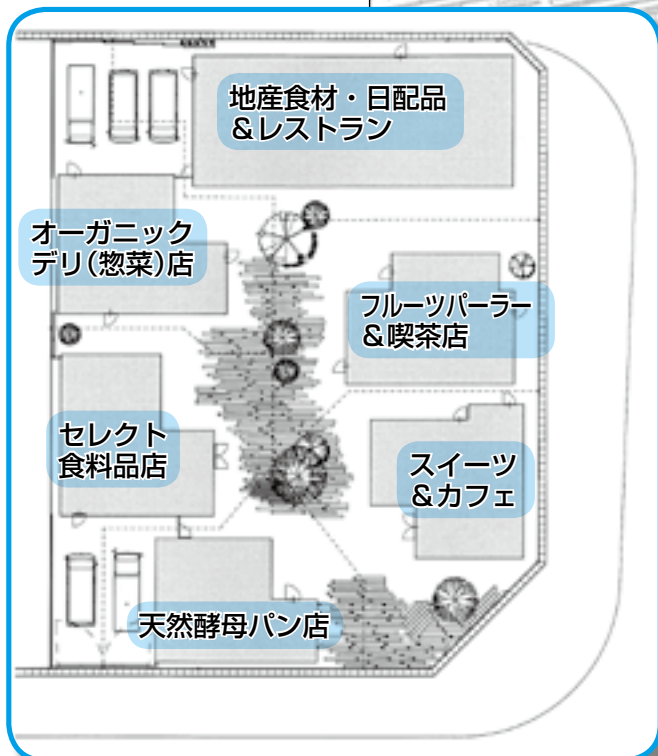 地産食材・日配品
&レストラン
オーガニック
デリ(惣菜)店
フルーツパーラー
&喫茶店
セレクト
食料品店
スイーツ
&カフェ
天然酵母パン店